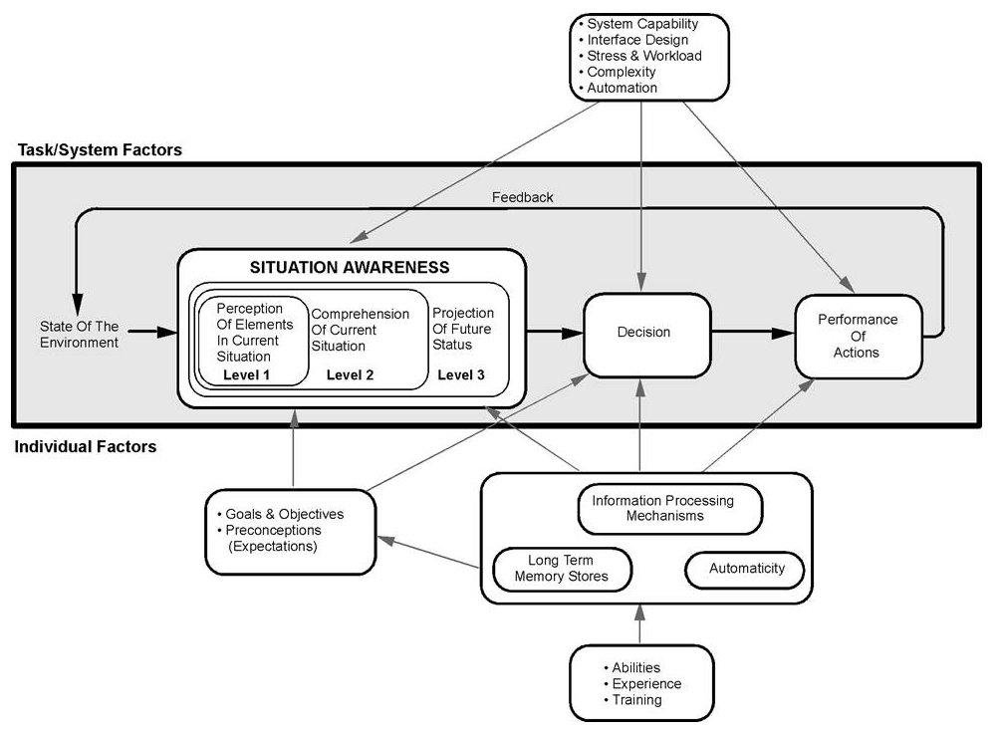 • System Capability
• Interface Design
• Stress & Workload
• Complexity
• Automation
Task/System Factors
Feedback
SITUATION AWARENESS
State Of The
Environment
Perception
Of Elements
In Current
Situation
Level 1
Comprehension
Of Current
Situation
Level 2
Projection
Of Future
Status
Level 3
Decision
Performance
Of
Actions
Individual Factors
• Goals & Objectives
• Preconceptions
(Expectations)
Information Processing
Mechanisms
Long Term
Memory Stores
Automaticity
• Abilities
• Experience
• Training